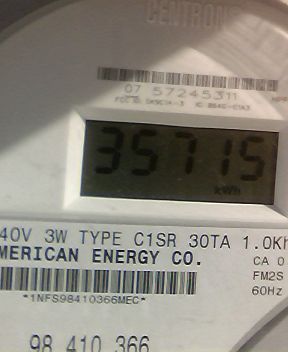 CENTRON
07 57245311
35715
kWh
40V 3W TYPE C1SR 30TA 1.0Kh
MERICAN ENERGY CO.
CA 0
FM2S
60Hz
*1NFS98410366MEC*
98 410 366